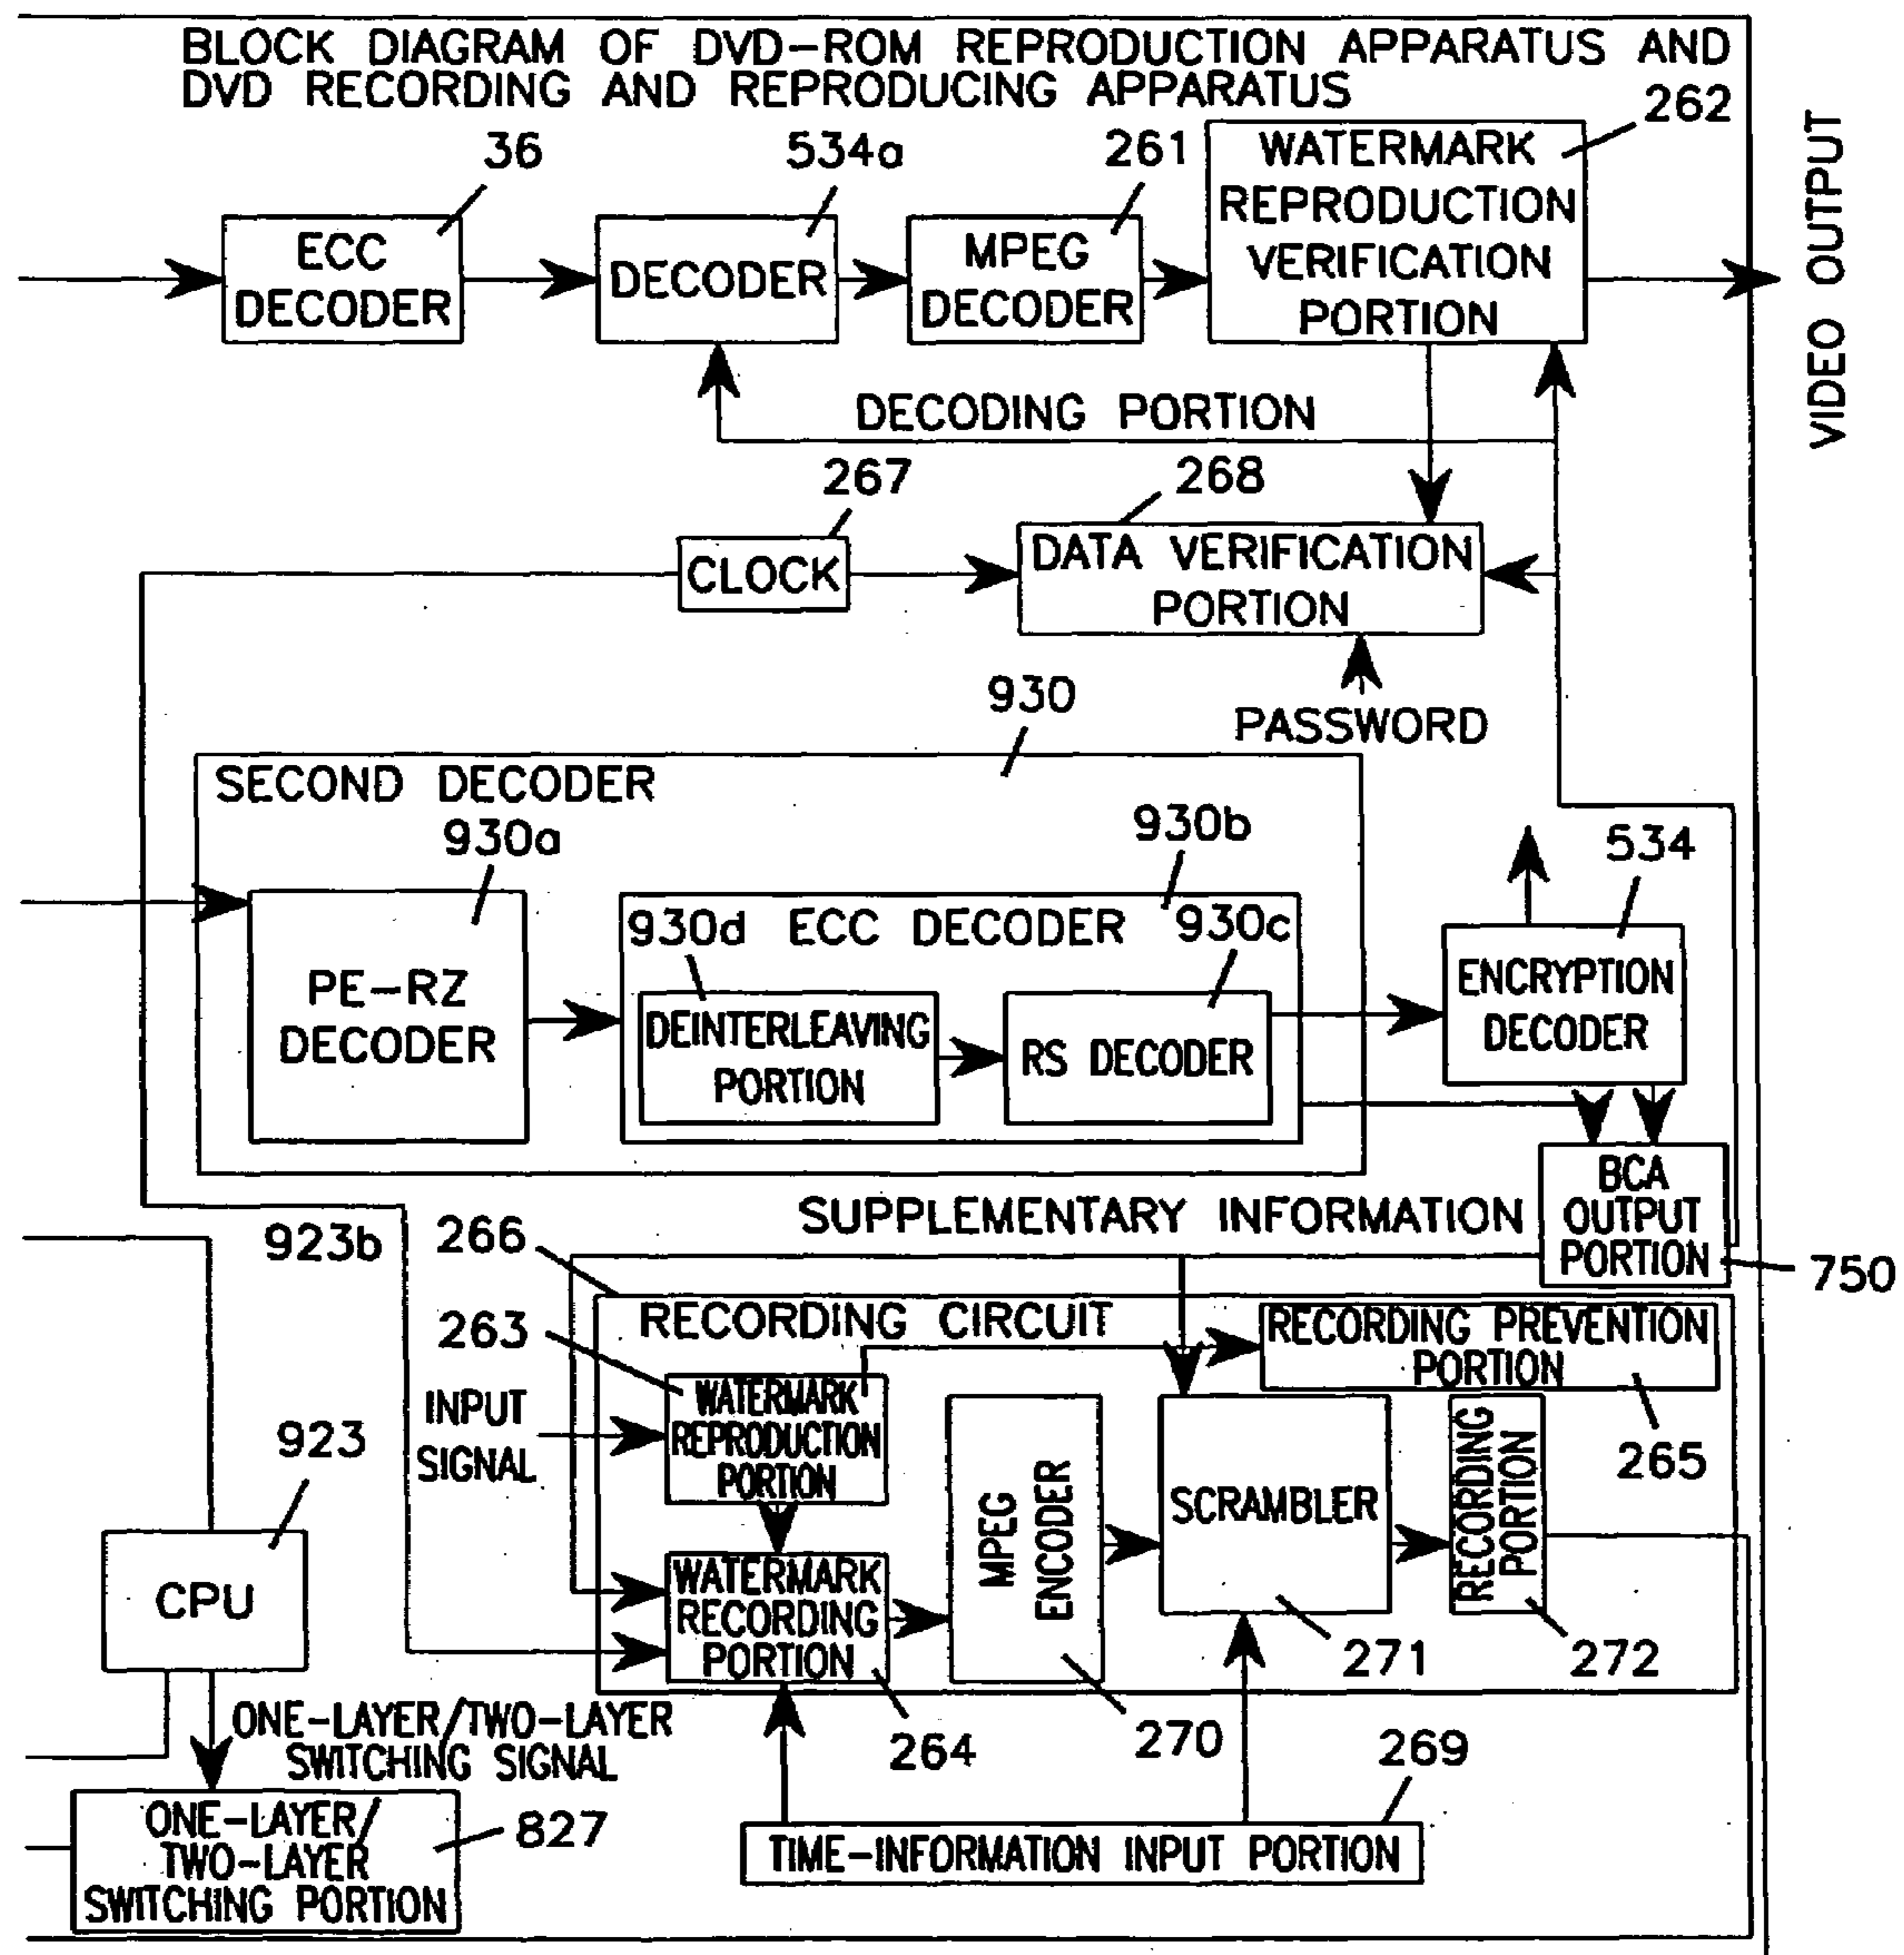 BLOCK DIAGRAM OF DVD-ROM REPRODUCTION APPARATUS AND
DVD RECORDING AND REPRODUCING APPARATUS
262
36
534a
261
WATERMARK
REPRODUCTION
VERIFICATION
PORTION
ECC
DECODER
DECODER
MPEG
DECODER
VIDEO OUTPUT
DECODING PORTION
267
268
CLOCK
DATA VERIFICATION
PORTION
930
PASSWORD
SECOND DECODER
930a
930b
534
930d ECC DECODER 930c
PE-RZ
DECODER
DEINTERLEAVING
PORTION
RS DECODER
ENCRYPTION
DECODER
BCA
OUTPUT
PORTION
SUPPLEMENTARY INFORMATION
923b
266
750
263
RECORDING CIRCUIT
RECORDING PREVENTION
PORTION
INPUT
SIGNAL
WATERMARK
REPRODUCTION
PORTION
923
265
MPEG
ENCODER
SCRAMBLER
RECORDING
PORTION
CPU
WATERMARK
RECORDING
PORTION
271
272
ONE-LAYER/TWO-LAYER
SWITCHING SIGNAL
264
270
269
ONE-LAYER/
TWO-LAYER
SWITCHING PORTION
827
TIME-INFORMATION INPUT PORTION